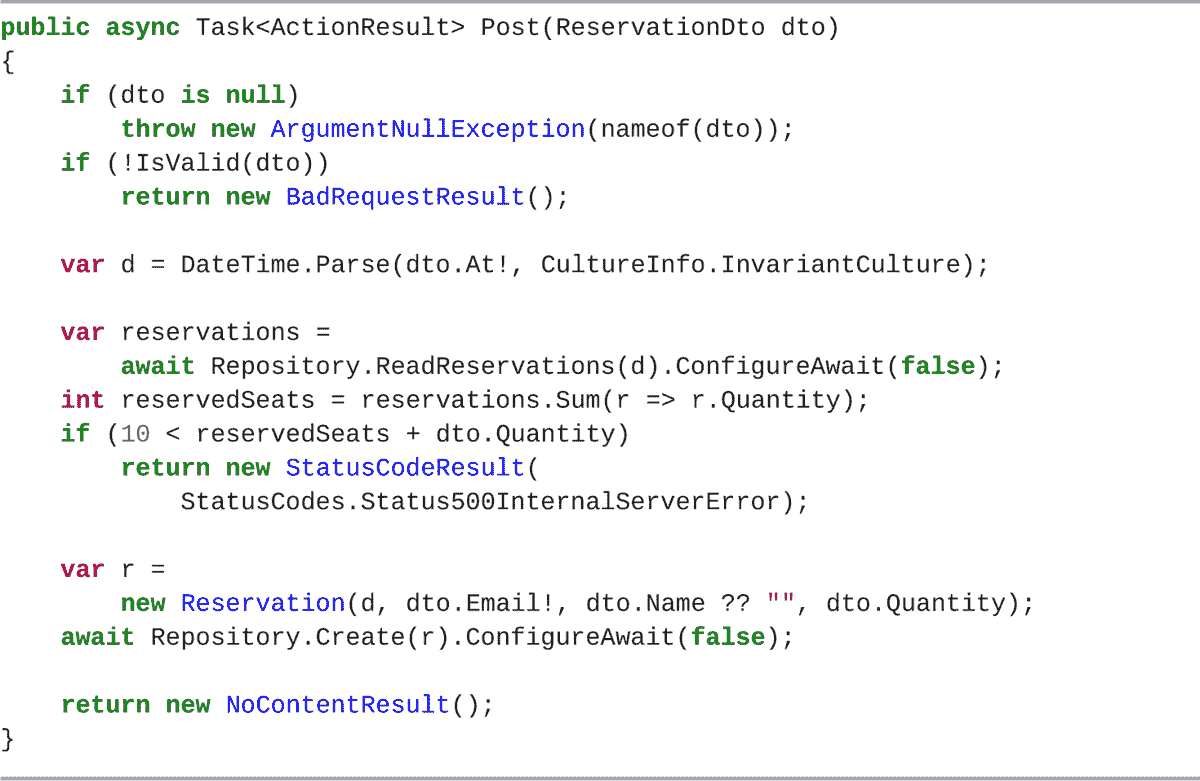 public async Task<ActionResult> Post(ReservationDto dto)
{
    if (dto is null)
        throw new ArgumentNullException(nameof(dto));
    if (!IsValid(dto))
        return new BadRequestResult();

    var d = DateTime.Parse(dto.At!, CultureInfo.InvariantCulture);

    var reservations =
        await Repository.ReadReservations(d).ConfigureAwait(false);
    int reservedSeats = reservations.Sum(r => r.Quantity);
    if (10 < reservedSeats + dto.Quantity)
        return new StatusCodeResult(
            StatusCodes.Status500InternalServerError);

    var r =
        new Reservation(d, dto.Email!, dto.Name ?? "", dto.Quantity);
    await Repository.Create(r).ConfigureAwait(false);

    return new NoContentResult();
}